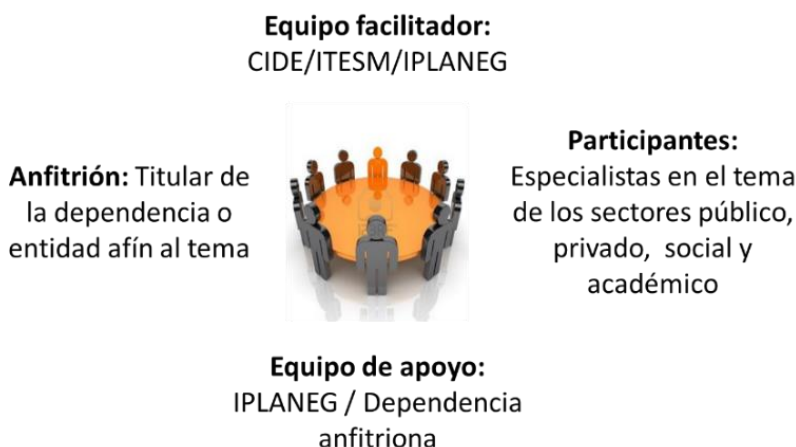 Equipo facilitador:
CIDE/ITESM/IPLANEG
Anfitrión: Titular de
la dependencia o
entidad afín al tema
Participantes:
Especialistas en el tema
de los sectores público,
privado, social y
académico
Equipo de apoyo:
IPLANEG / Dependencia
anfitriona